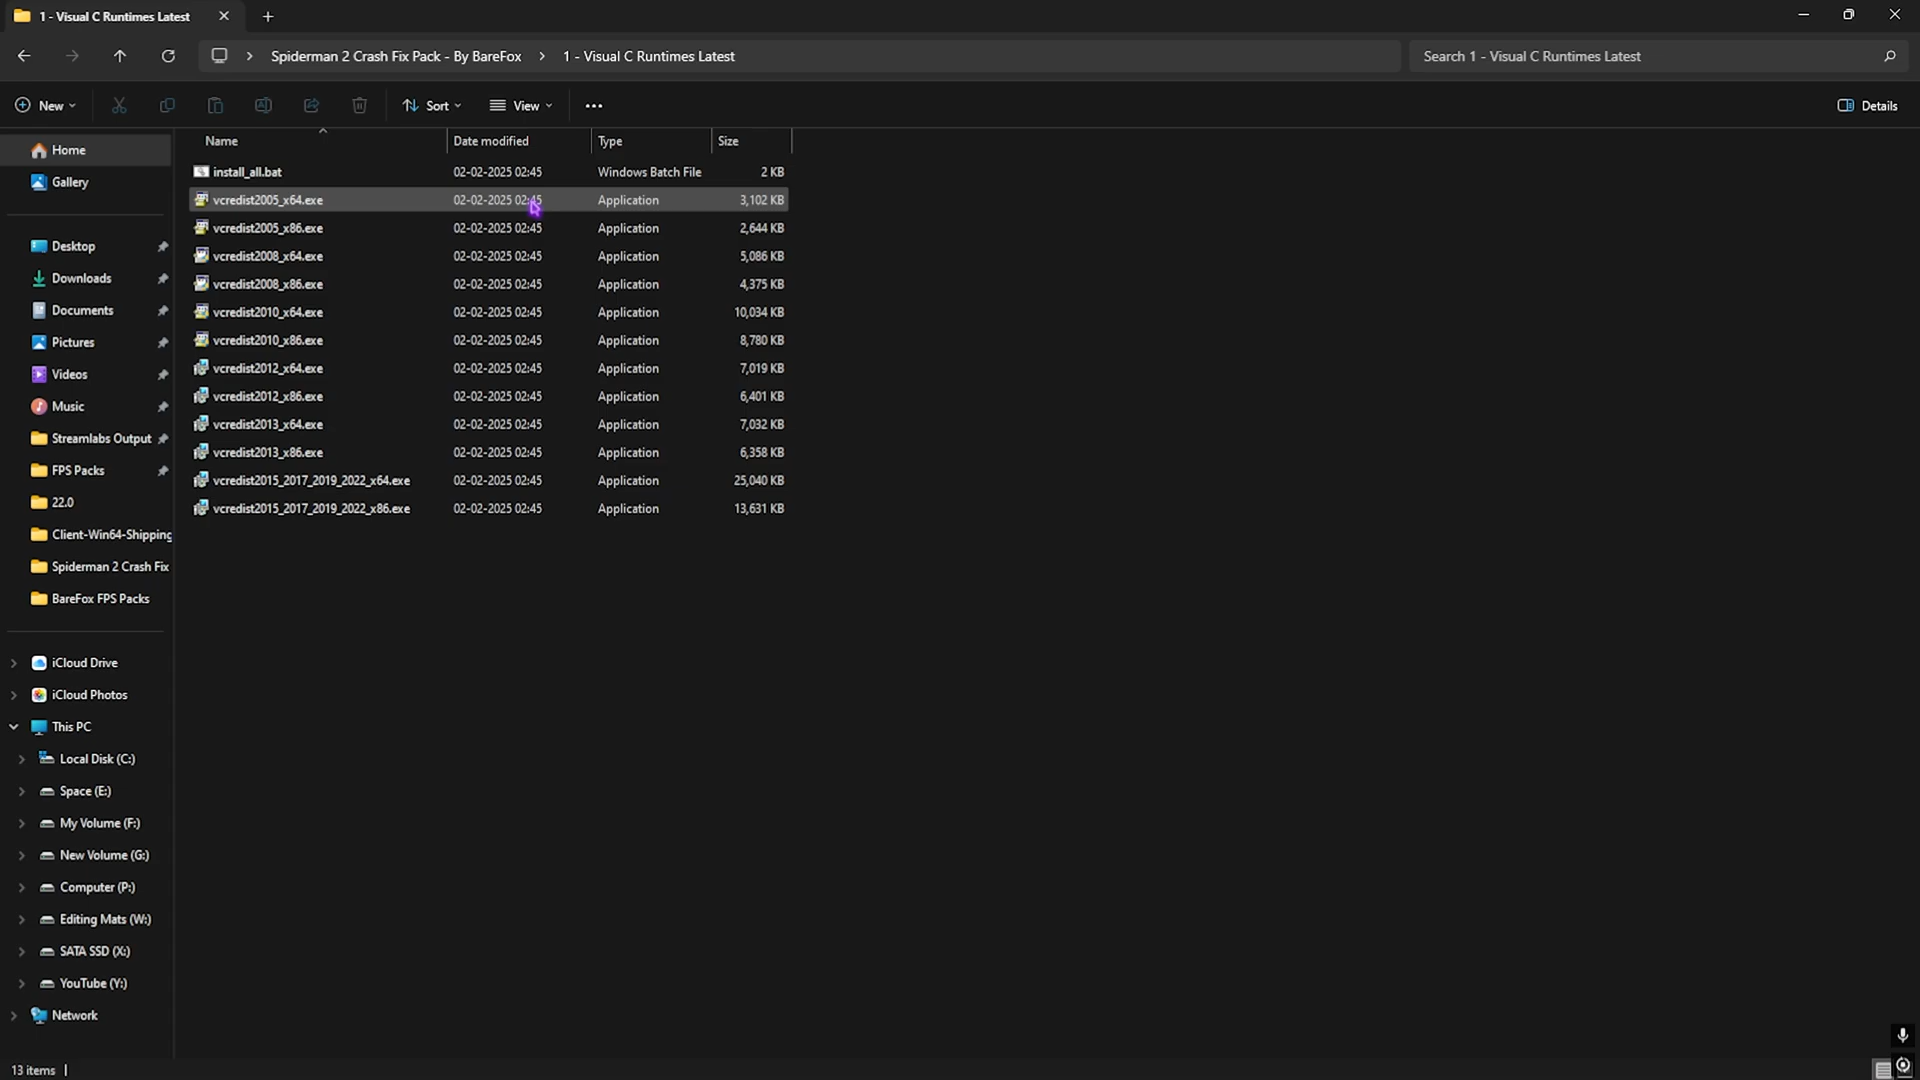 1 - Visual C Runtimes Latest
Spiderman 2 Crash Fix Pack - By BareFox > 1 - Visual C Runtimes Latest
Search 1 - Visual C Runtimes Latest
New Sort View Details
Name Date modified Type Size
install_all.bat 02-02-2025 02:45 Windows Batch File 2 KB
vcredist2005_x64.exe 02-02-2025 02:45 Application 3,102 KB
vcredist2005_x86.exe 02-02-2025 02:45 Application 2,644 KB
vcredist2008_x64.exe 02-02-2025 02:45 Application 5,086 KB
vcredist2008_x86.exe 02-02-2025 02:45 Application 4,375 KB
vcredist2010_x64.exe 02-02-2025 02:45 Application 10,034 KB
vcredist2010_x86.exe 02-02-2025 02:45 Application 8,780 KB
vcredist2012_x64.exe 02-02-2025 02:45 Application 7,019 KB
vcredist2012_x86.exe 02-02-2025 02:45 Application 6,401 KB
vcredist2013_x64.exe 02-02-2025 02:45 Application 7,032 KB
vcredist2013_x86.exe 02-02-2025 02:45 Application 6,358 KB
vcredist2015_2017_2019_2022_x64.exe 02-02-2025 02:45 Application 25,040 KB
vcredist2015_2017_2019_2022_x86.exe 02-02-2025 02:45 Application 13,631 KB
Home
Gallery
Desktop
Downloads
Documents
Pictures
Videos
Music
Streamlabs Output
FPS Packs
22.0
Client-Win64-Shipping
Spiderman 2 Crash Fix
BareFox FPS Packs
iCloud Drive
iCloud Photos
This PC
Local Disk (C:)
Space (E:)
My Volume (F:)
New Volume (G:)
Computer (P:)
Editing Mats (W:)
SATA SSD (X:)
YouTube (Y:)
Network
13 items